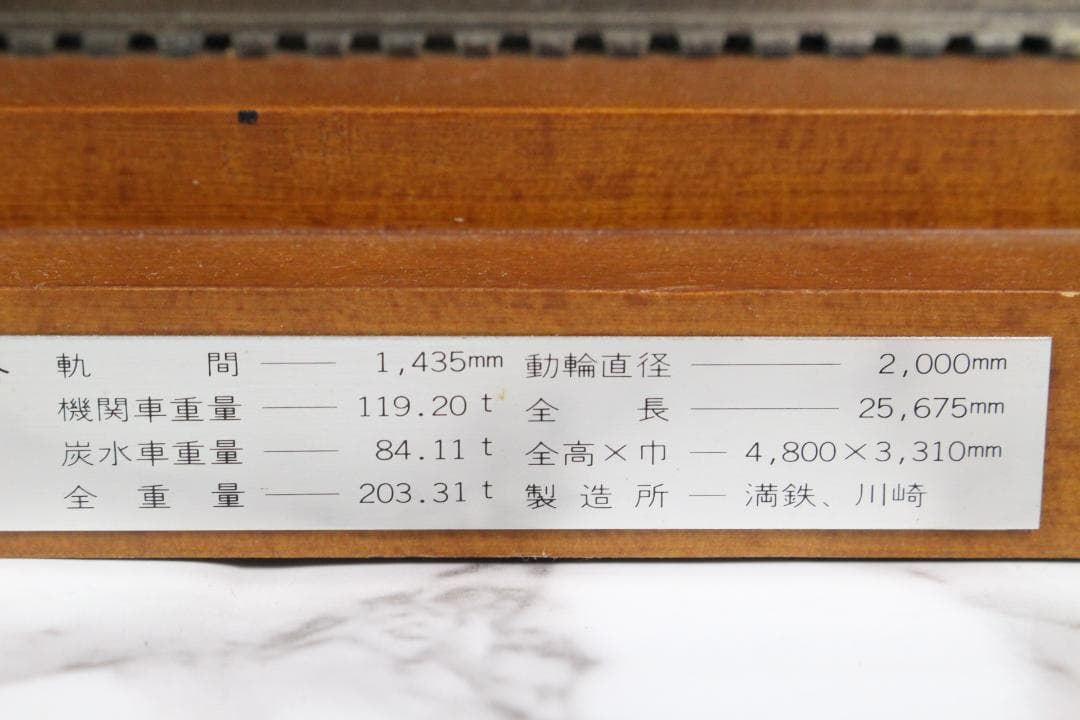 軌間 —— 1,435mm 動輪直径 —— 2,000mm
機関車重量 —— 119.20 t 全長 —— 25,675mm
炭水車重量 —— 84.11 t 全高×巾 — 4,800×3,310mm
全重量 —— 203.31 t 製造所 — 満鉄、川崎